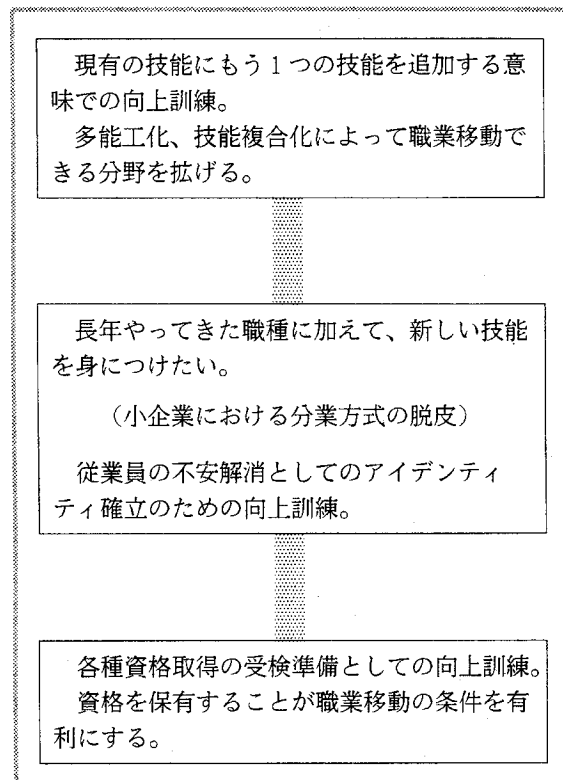 現有の技能にもう1つの技能を追加する意
味での向上訓練。
多能工化、技能複合化によって職業移動で
きる分野を拡げる。
長年やってきた職種に加えて、新しい技能
を身につけたい。
（小企業における分業方式の脱皮）
従業員の不安解消としてのアイデンティ
ティ確立のための向上訓練。
各種資格取得の受検準備としての向上訓練。
資格を保有することが職業移動の条件を有
利にする。